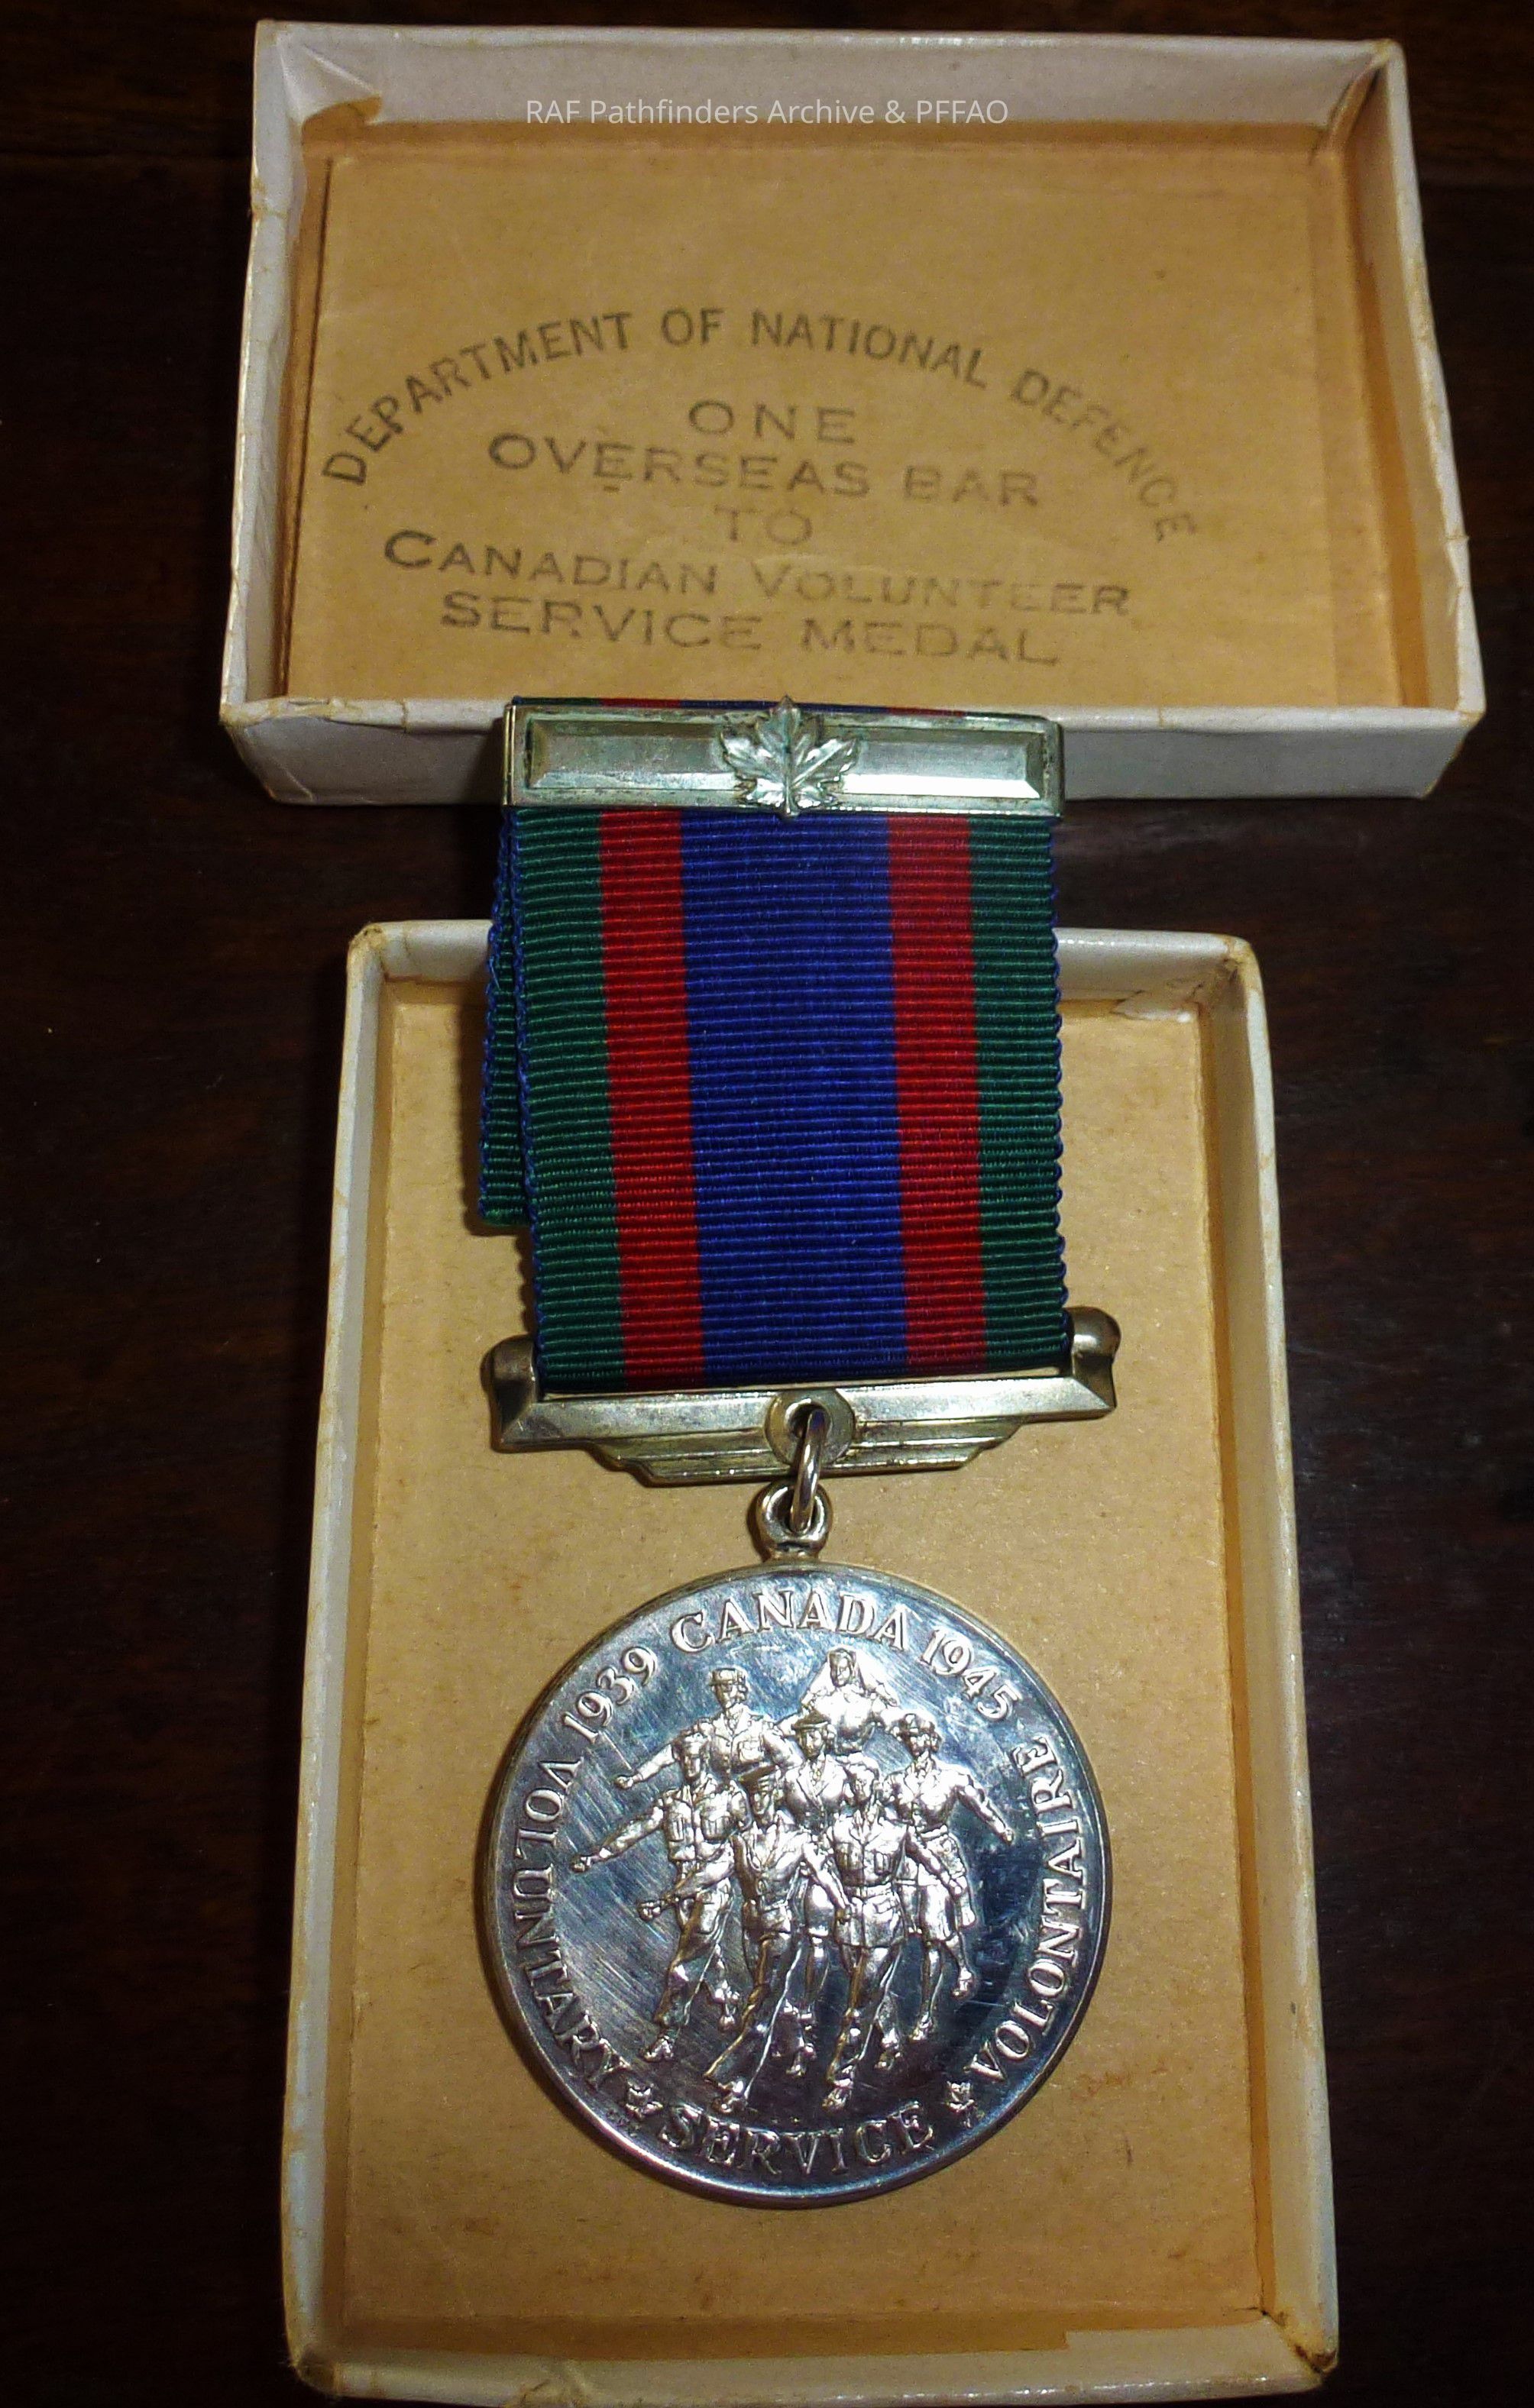 RAF Pathfinders Archive & PFFAO
DEPARTMENT OF NATIONAL DEFENCE
ONE
OVERSEAS BAR
TO
CANADIAN VOLUNTEER
SERVICE MEDAL
1939 CANADA 1945
VOLUNTARY SERVICE VOLONTAIRE